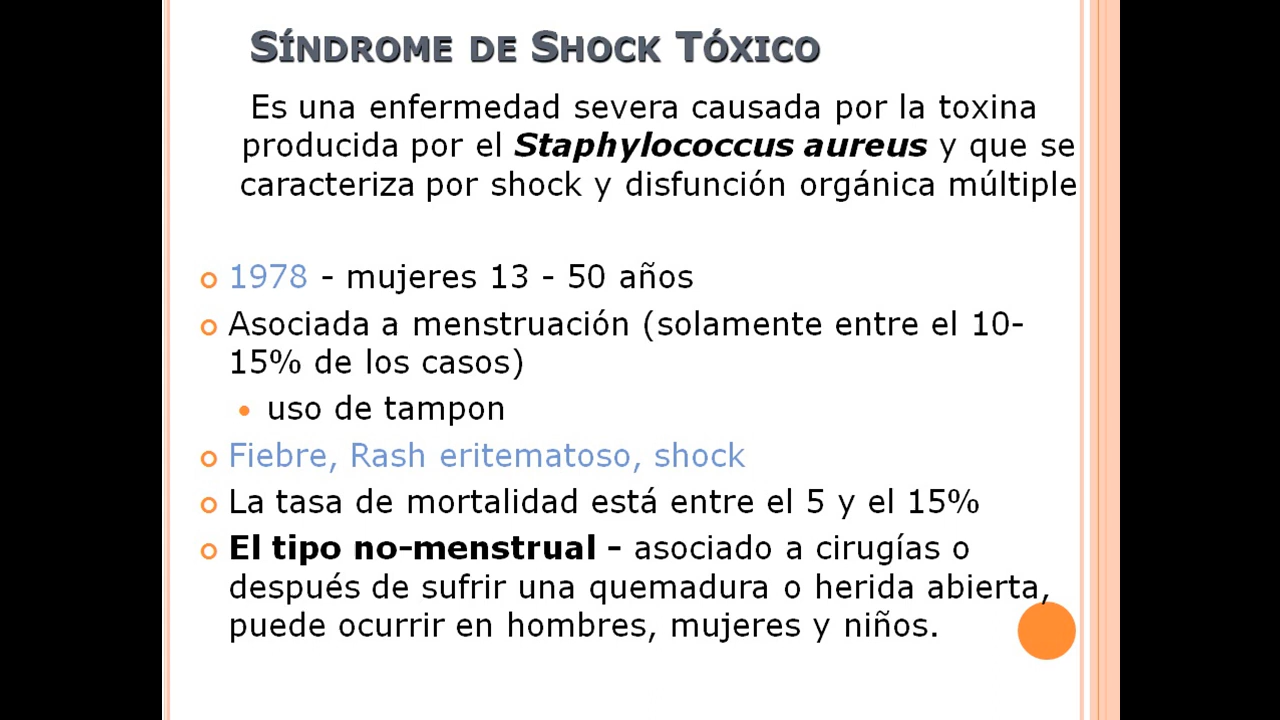 SÍNDROME DE SHOCK TÓXICO
Es una enfermedad severa causada por la toxina
producida por el Staphylococcus aureus y que se
caracteriza por shock y disfunción orgánica múltiple
1978 - mujeres 13 - 50 años
Asociada a menstruación (solamente entre el 10-
15% de los casos)
uso de tampon
Fiebre, Rash eritematoso, shock
La tasa de mortalidad está entre el 5 y el 15%
El tipo no-menstrual - asociado a cirugías o
después de sufrir una quemadura o herida abierta,
puede ocurrir en hombres, mujeres y niños.